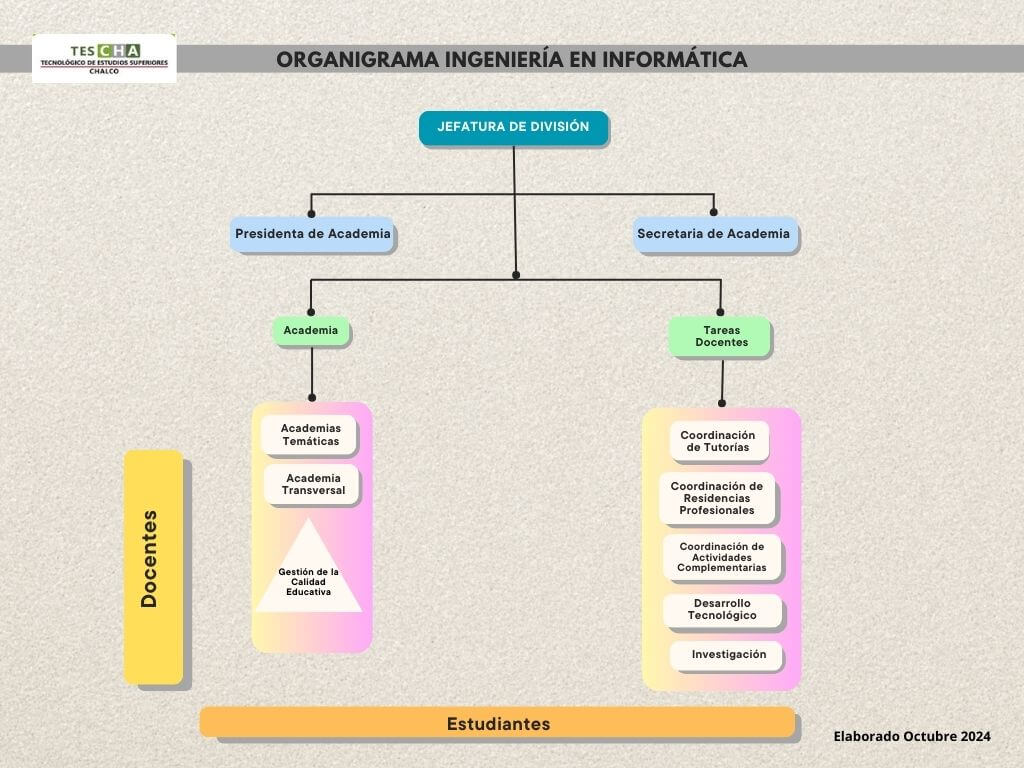 TESCHA
TECNOLÓGICO DE ESTUDIOS SUPERIORES
CHALCO
ORGANIGRAMA INGENIERÍA EN INFORMÁTICA
JEFATURA DE DIVISIÓN
Presidenta de Academia
Secretaria de Academia
Academia
Tareas
Docentes
Academias
Temáticas
Academia
Transversal
Gestión de la
Calidad
Educativa
Coordinación
de Tutorías
Coordinación de
Residencias
Profesionales
Coordinación de
Actividades
Complementarias
Desarrollo
Tecnológico
Investigación
Docentes
Estudiantes
Elaborado Octubre 2024